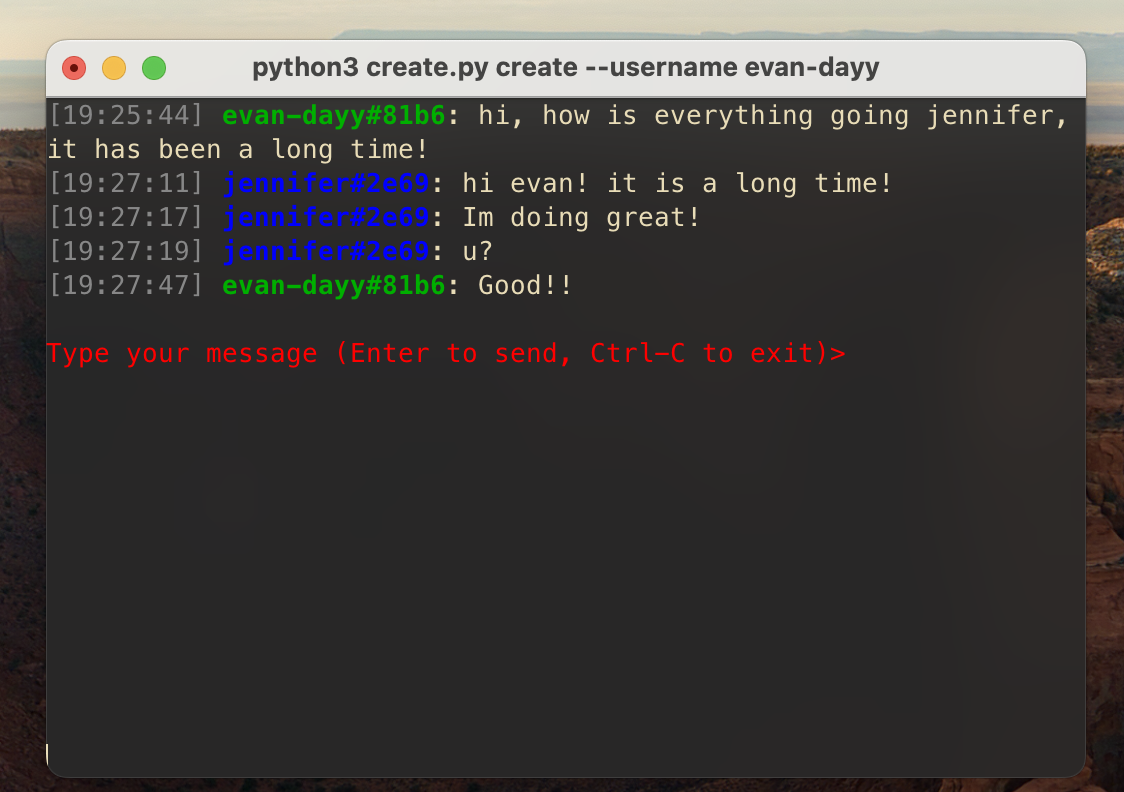 python3 create.py create --username evan-dayy
[19:25:44] evan-dayy#81b6: hi, how is everything going jennifer,
it has been a long time!
[19:27:11] jennifer#2e69: hi evan! it is a long time!
[19:27:17] jennifer#2e69: Im doing great!
[19:27:19] jennifer#2e69: u?
[19:27:47] evan-dayy#81b6: Good!!
Type your message (Enter to send, Ctrl-C to exit)>